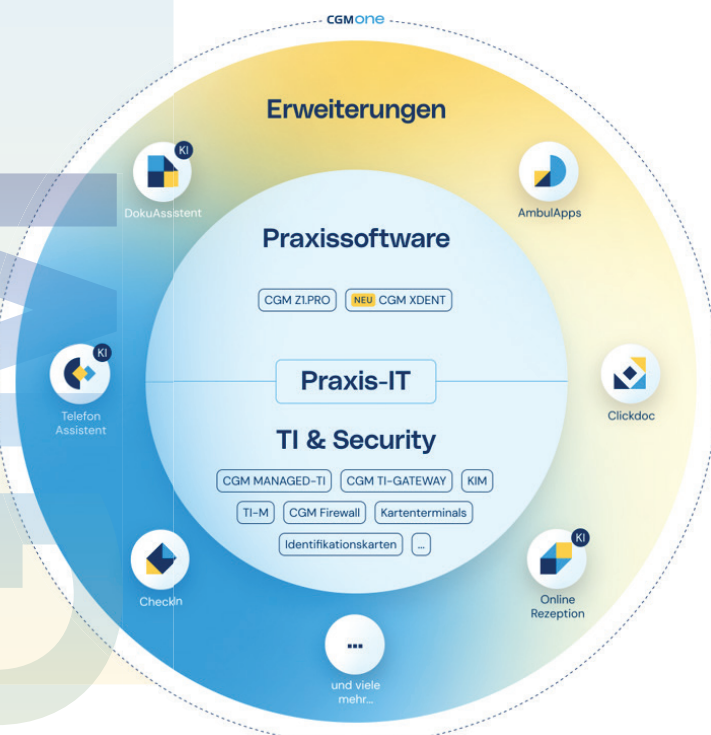 CGMone
Erweiterungen
KI
DokuAssistent
AmbulApps
Praxissoftware
CGM Z1.PRO
NEU CGM XDENT
KI
Telefon
Assistent
Praxis-IT
Clickdoc
TI & Security
CGM MANAGED-TI
CGM TI-GATEWAY
KIM
TI-M
CGM Firewall
Kartenterminals
Identifikationskarten
...
CheckIn
KI
Online
Rezeption
...
und viele
mehr...